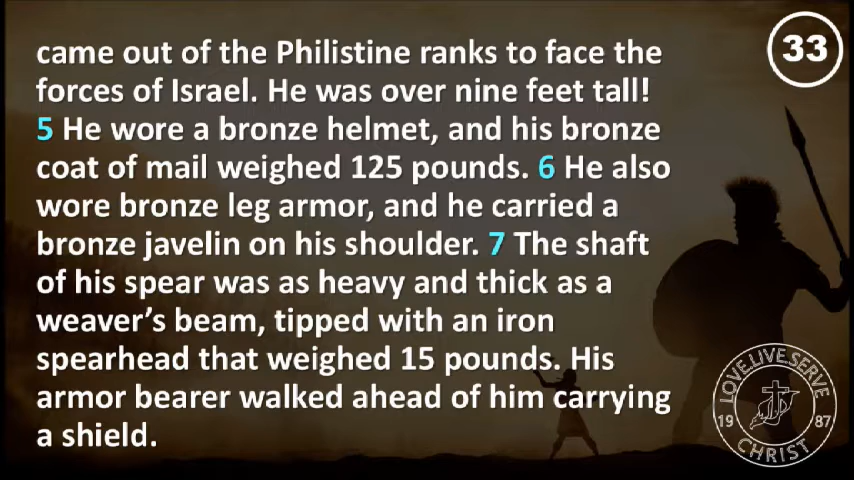 came out of the Philistine ranks to face the
forces of Israel. He was over nine feet tall!
5 He wore a bronze helmet, and his bronze
coat of mail weighed 125 pounds. 6 He also
wore bronze leg armor, and he carried a
bronze javelin on his shoulder. 7 The shaft
of his spear was as heavy and thick as a
weaver’s beam, tipped with an iron
spearhead that weighed 15 pounds. His
armor bearer walked ahead of him carrying
a shield.
33
LOVE.LIVE.SERVE
19 87
CHRIST